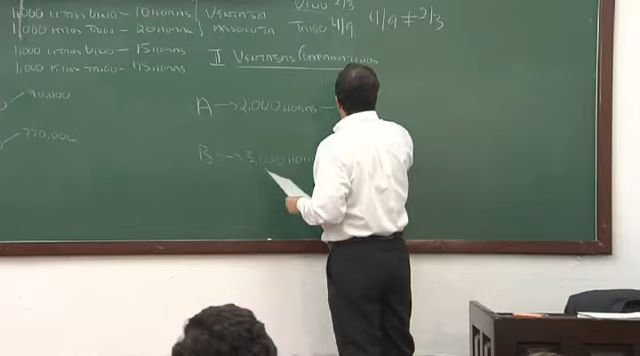 1,000 LITROS VINO - 10 HORAS
1,000 KILOS TRIGO - 20 HORAS
1,000 LITROS VINO - 15 HORAS
1,000 KILOS TRIGO - 45 HORAS
VENTAJA
ABSOLUTA
VINO 2/3
TRIGO 4/9
4/9 ≠ 2/3
II VENTAJAS COMPARATIVAS
90,000
A → 2,000 HORAS
B → HORAS